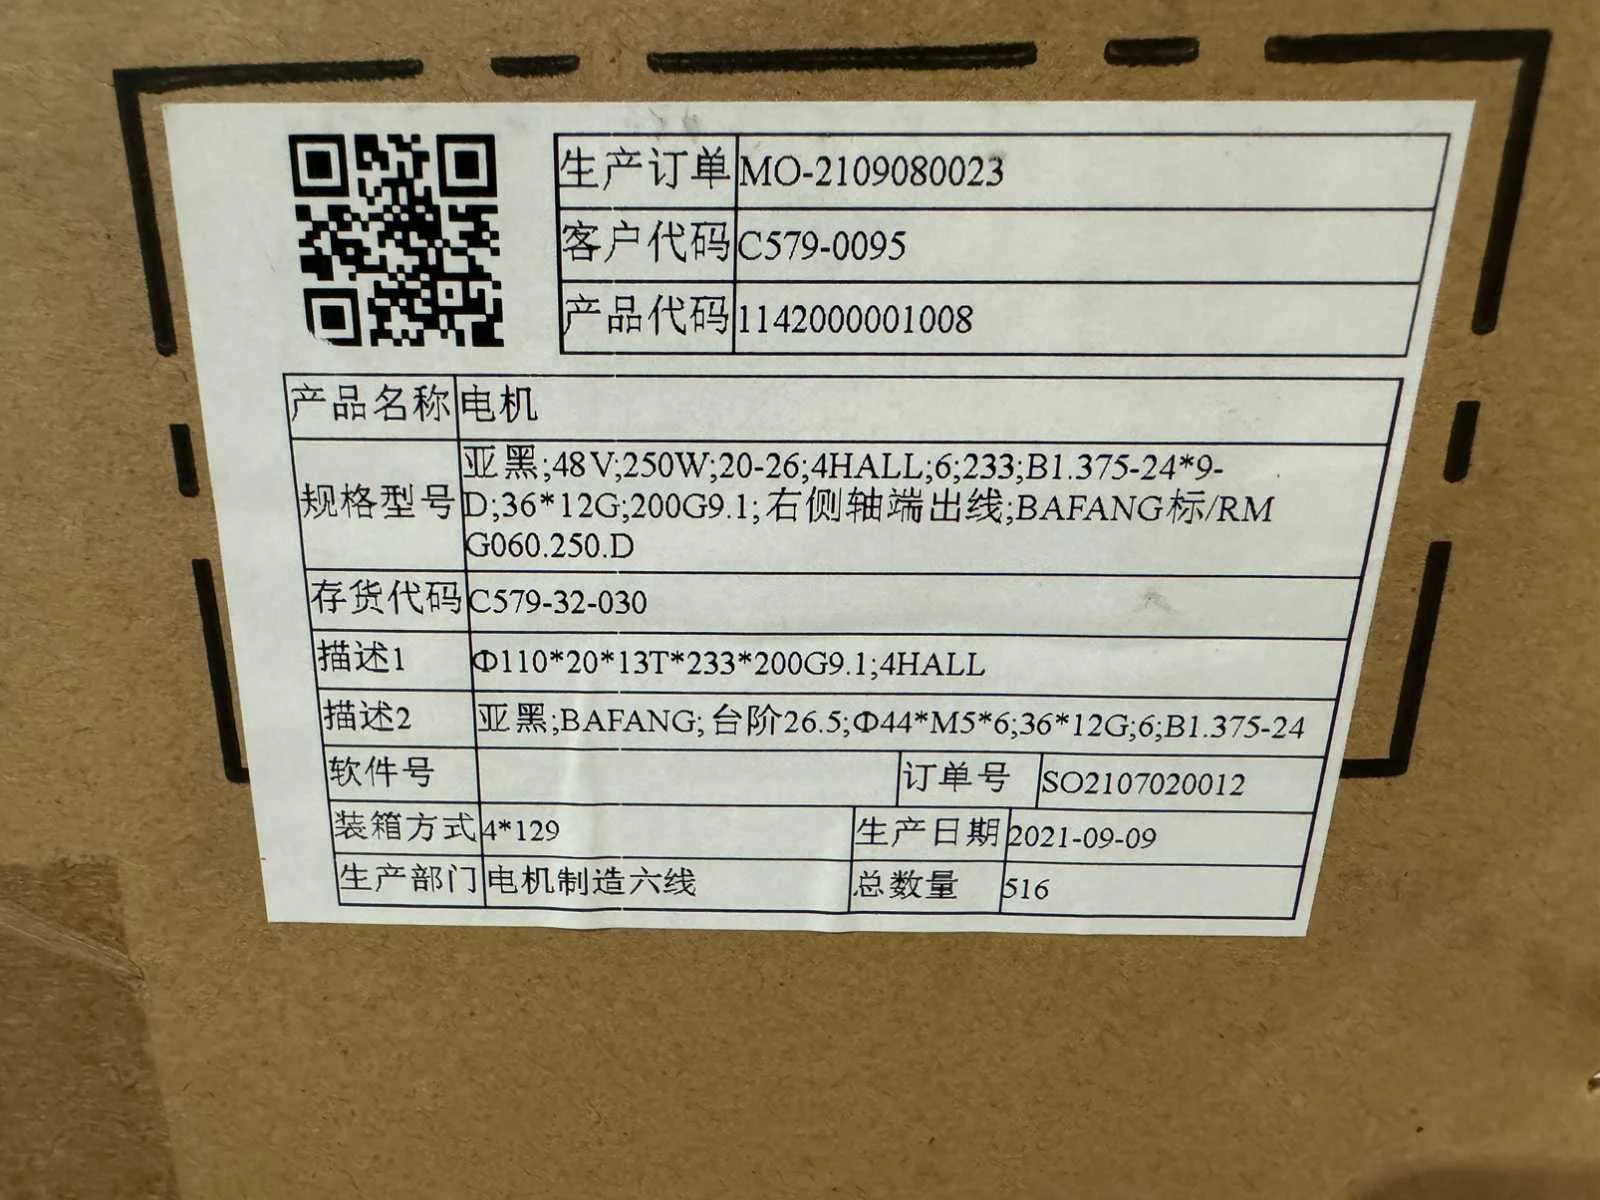 生产订单 MO-2109080023
客户代码 C579-0095
产品代码 1142000001008
产品名称 电机
规格型号 亚黑;48V;250W;20-26;4HALL;6;233;B1.375-24*9-
D;36*12G;200G9.1;右侧轴端出线;BAFANG标/RM
G060.250.D
存货代码 C579-32-030
描述1 Φ110*20*13T*233*200G9.1;4HALL
描述2 亚黑;BAFANG;台阶26.5;Φ44*M5*6;36*12G;6;B1.375-24
软件号 订单号 SO2107020012
装箱方式 4*129 生产日期 2021-09-09
生产部门 电机制造六线 总数量 516